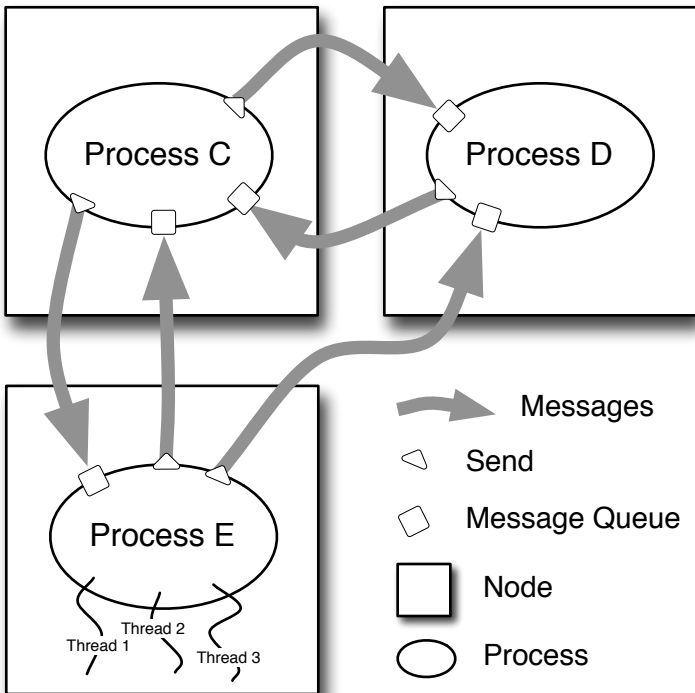 Process C
Process D
Messages
Send
Process E
Message Queue
Node
Thread 1
Thread 2
Thread 3
Process